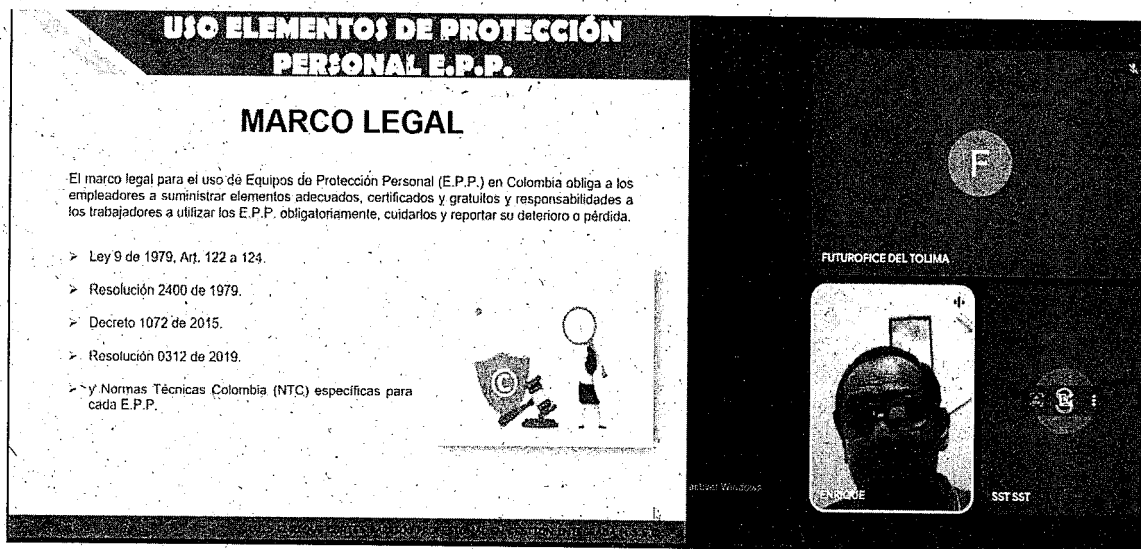 USO ELEMENTOS DE PROTECCIÓN
PERSONAL E.P.P.
MARCO LEGAL
El marco legal para el uso de Equipos de Protección Personal (E.P.P.) en Colombia obliga a los
empleadores a suministrar elementos adecuados, certificados y gratuitos y responsabilidades a
los trabajadores a utilizar los E.P.P. obligatoriamente, cuidarlos y reportar su deterioro o pérdida.
➤ Ley 9 de 1979, Art. 122 a 124.
➤ Resolución 2400 de 1979.
➤ Decreto 1072 de 2015.
➤ Resolución 0312 de 2019.
➤ y Normas Técnicas Colombia (NTC) específicas para
cada E.P.P.
©
F
FUTUROFICE DEL TOLIMA
activar Windows
ENRIQUE
SST SST